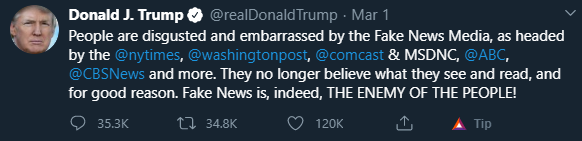 Donald J. Trump @realDonaldTrump · Mar 1
People are disgusted and embarrassed by the Fake News Media, as headed
by the @nytimes, @washingtonpost, @comcast & MSDNC, @ABC,
@CBSNews and more. They no longer believe what they see and read, and
for good reason. Fake News is, indeed, THE ENEMY OF THE PEOPLE!
35.3K 34.8K 120K Tip